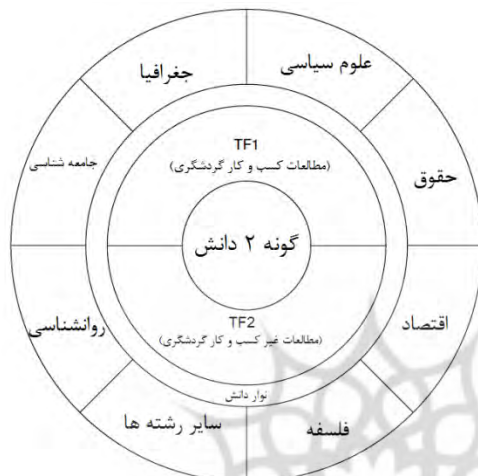 علوم سیاسی
جغرافیا
حقوق
جامعه شناسی
TF1
(مطالعات کسب و کار گردشگری)
گونه ۲ دانش
TF2
(مطالعات غیر کسب و کار گردشگری)
اقتصاد
روانشناسی
نوار دانش
فلسفه
سایر رشته ها